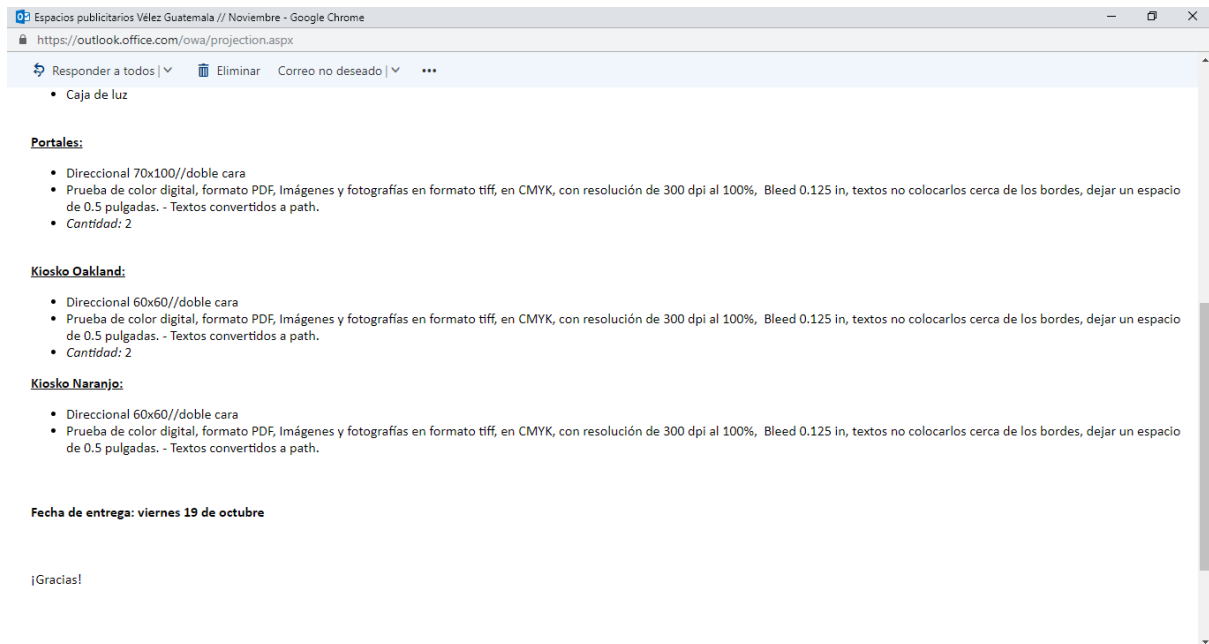 Espacios publicitarios Vélez Guatemala // Noviembre - Google Chrome
https://outlook.office.com/owa/projection.aspx
Responder a todos | Eliminar Correo no deseado | •••
• Caja de luz
Portales:
• Direccional 70x100//doble cara
• Prueba de color digital, formato PDF, Imágenes y fotografías en formato tiff, en CMYK, con resolución de 300 dpi al 100%, Bleed 0.125 in, textos no colocarlos cerca de los bordes, dejar un espacio
de 0.5 pulgadas. - Textos convertidos a path.
• Cantidad: 2
Kiosko Oakland:
• Direccional 60x60//doble cara
• Prueba de color digital, formato PDF, Imágenes y fotografías en formato tiff, en CMYK, con resolución de 300 dpi al 100%, Bleed 0.125 in, textos no colocarlos cerca de los bordes, dejar un espacio
de 0.5 pulgadas. - Textos convertidos a path.
• Cantidad: 2
Kiosko Naranjo:
• Direccional 60x60//doble cara
• Prueba de color digital, formato PDF, Imágenes y fotografías en formato tiff, en CMYK, con resolución de 300 dpi al 100%, Bleed 0.125 in, textos no colocarlos cerca de los bordes, dejar un espacio
de 0.5 pulgadas. - Textos convertidos a path.
Fecha de entrega: viernes 19 de octubre
¡Gracias!